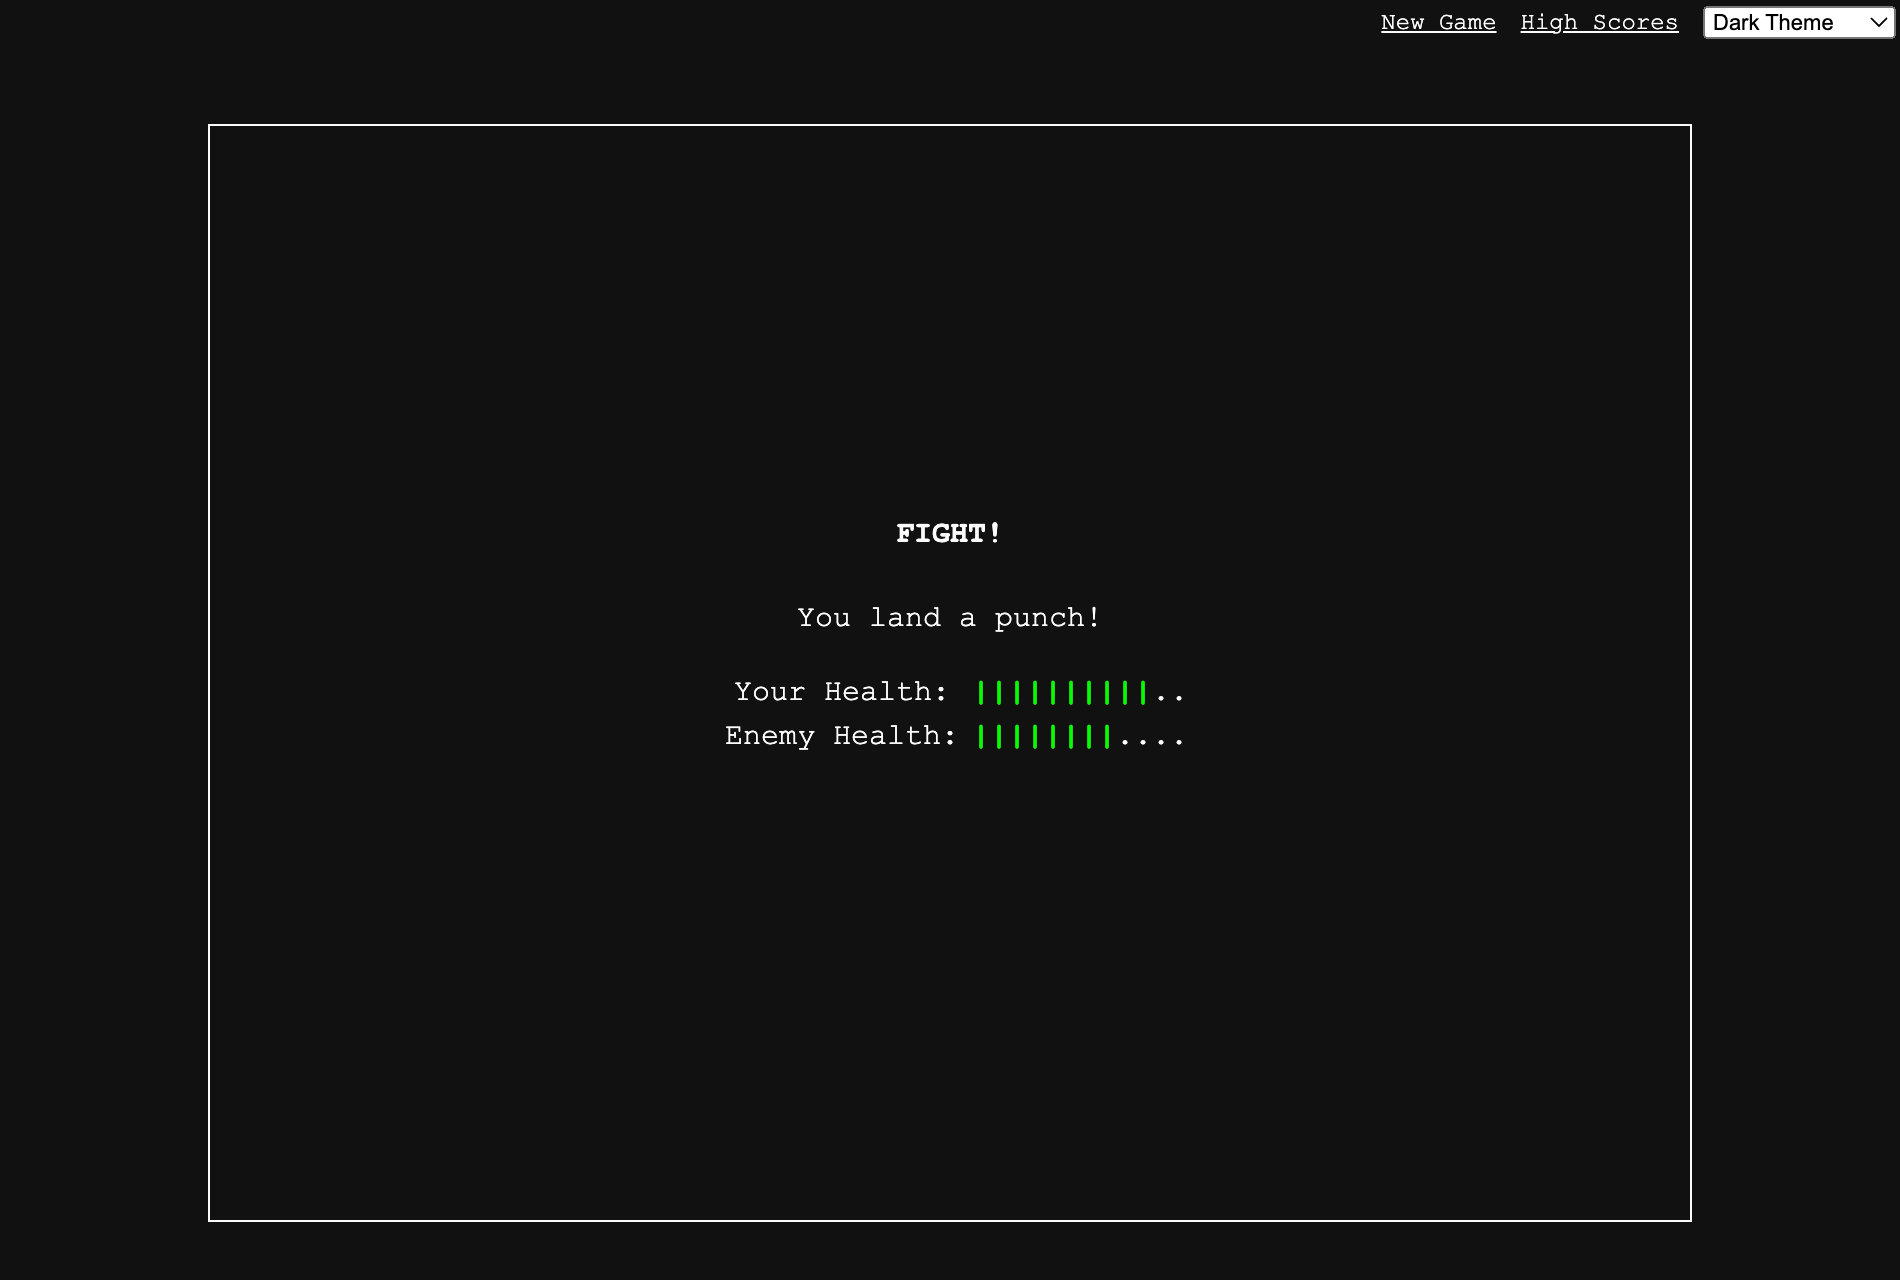 New Game High Scores Dark Theme
FIGHT!
You land a punch!
Your Health: ||||||||||..
Enemy Health: ||||||||....